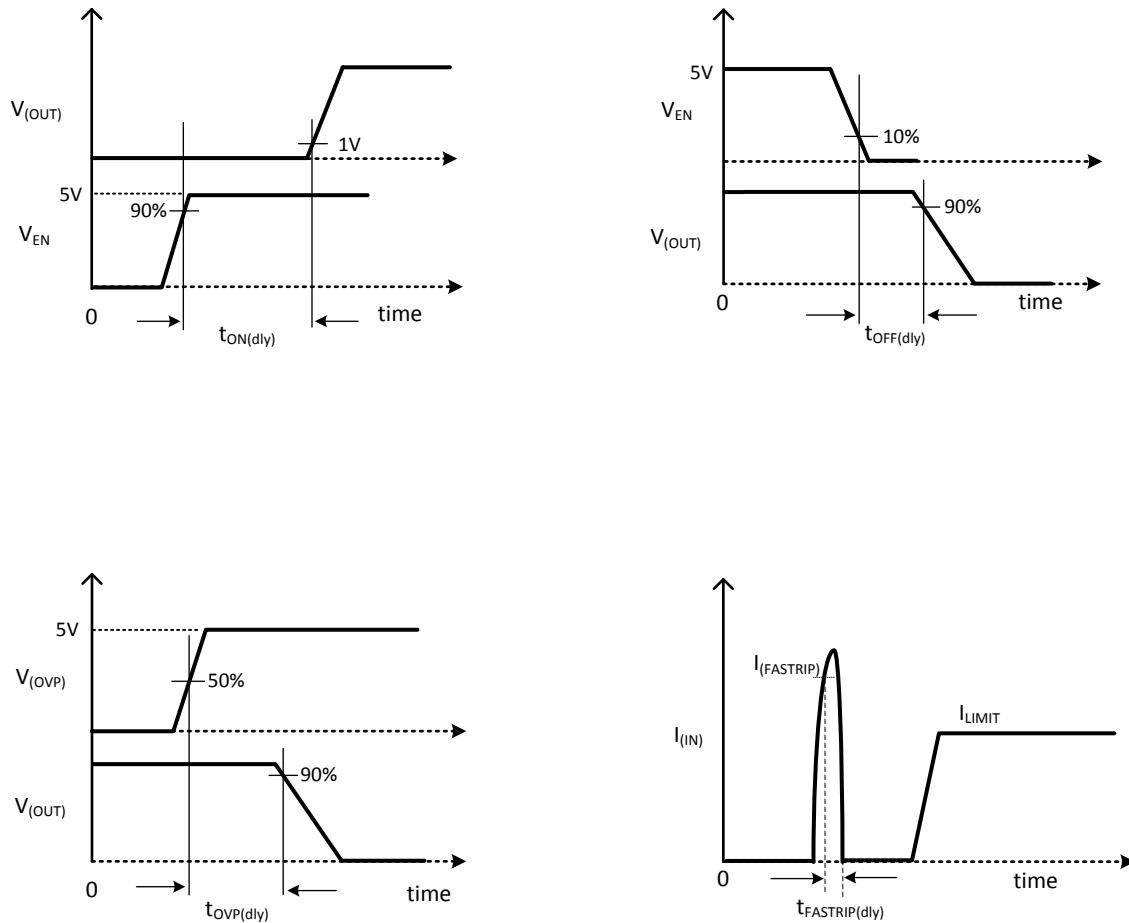 V(OUT)
1V
5V
90%
VEN
0
time
tON(dly)
5V
VEN
10%
90%
V(OUT)
0
time
tOFF(dly)
5V
V(OVP)
50%
90%
V(OUT)
0
time
tOVP(dly)
I(FASTRIP)
ILIMIT
I(IN)
0
time
tFASTRIP(dly)